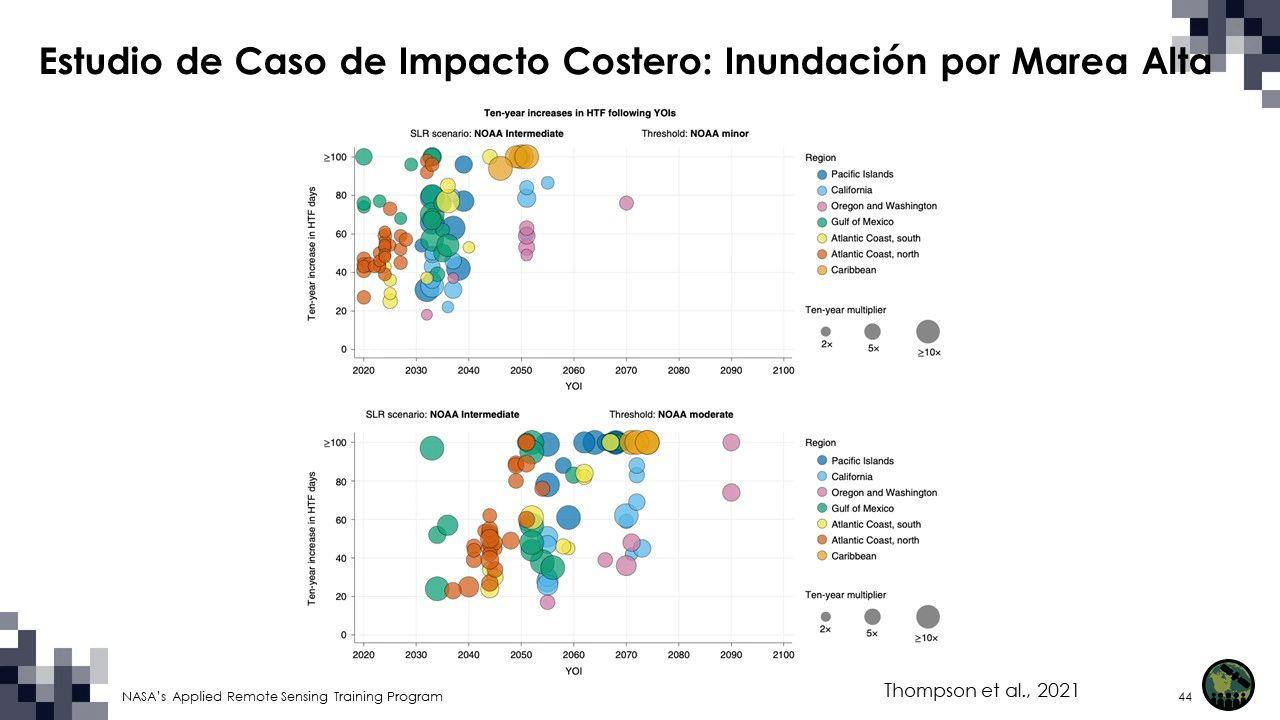 Estudio de Caso de Impacto Costero: Inundación por Marea Alta
Ten-year increases in HTF following YOIs
SLR scenario: NOAA Intermediate
Threshold: NOAA minor
Ten-year increase in HTF days
≥100
80
60
40
20
0
2020 2030 2040 2050 2060 2070 2080 2090 2100
YOI
Region
Pacific Islands
California
Oregon and Washington
Gulf of Mexico
Atlantic Coast, south
Atlantic Coast, north
Caribbean
Ten-year multiplier
2× 5× ≥10×
SLR scenario: NOAA Intermediate
Threshold: NOAA moderate
Ten-year increase in HTF days
≥100
80
60
40
20
0
2020 2030 2040 2050 2060 2070 2080 2090 2100
YOI
Region
Pacific Islands
California
Oregon and Washington
Gulf of Mexico
Atlantic Coast, south
Atlantic Coast, north
Caribbean
Ten-year multiplier
2× 5× ≥10×
NASA's Applied Remote Sensing Training Program
Thompson et al., 2021
44